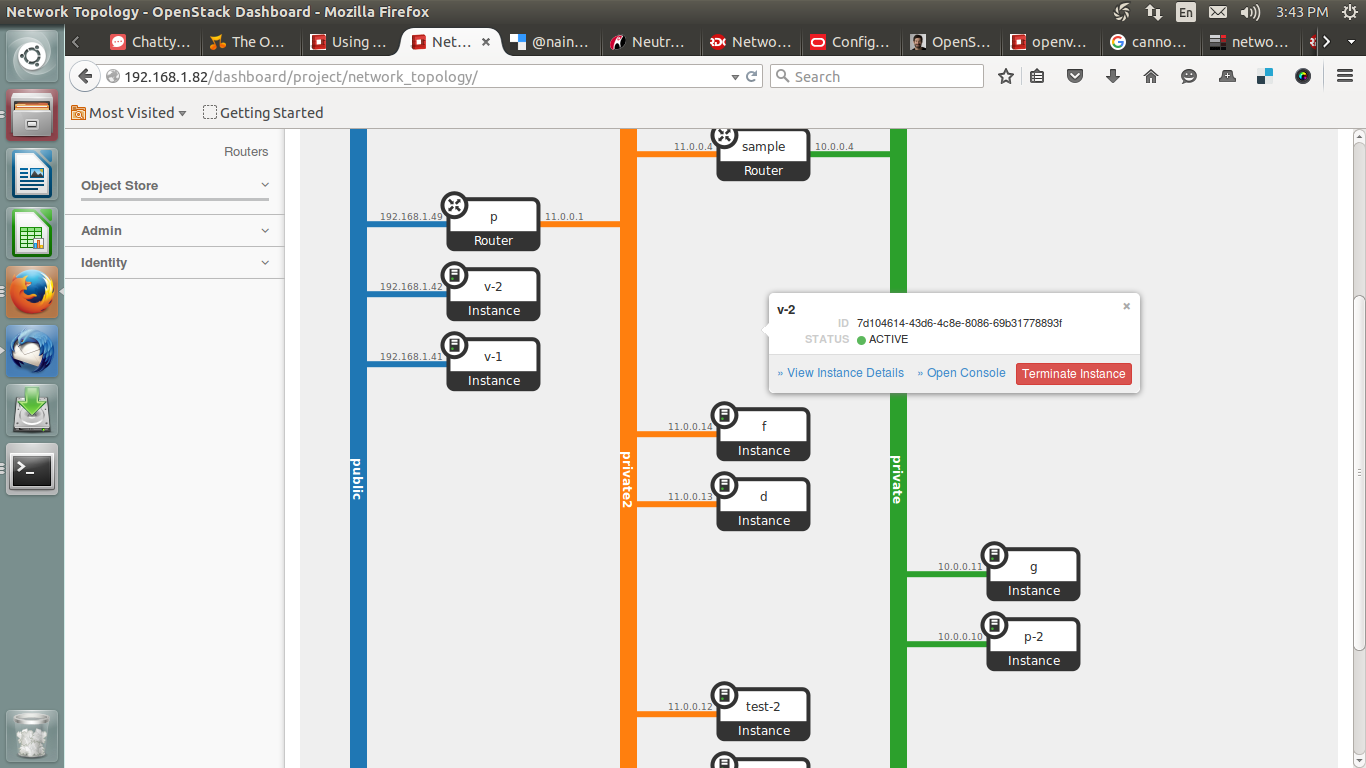 Network Topology - OpenStack Dashboard - Mozilla Firefox
En
3:43 PM
Chatty...
The O...
Using ...
Net...
@nain...
Neutr...
Netwo...
Config...
OpenS...
openv...
canno...
netwo...
192.168.1.82/dashboard/project/network_topology/
Search
Most Visited
Getting Started
Routers
Object Store
Admin
Identity
11.0.0.4
sample
10.0.0.4
Router
192.168.1.49
p
11.0.0.1
Router
192.168.1.42
v-2
Instance
192.168.1.41
v-1
Instance
v-2
ID 7d104614-43d6-4c8e-8086-69b31778893f
STATUS ACTIVE
» View Instance Details » Open Console Terminate Instance
11.0.0.14
f
Instance
public
private2
private
11.0.0.13
d
Instance
10.0.0.11
g
Instance
10.0.0.10
p-2
Instance
11.0.0.12
test-2
Instance